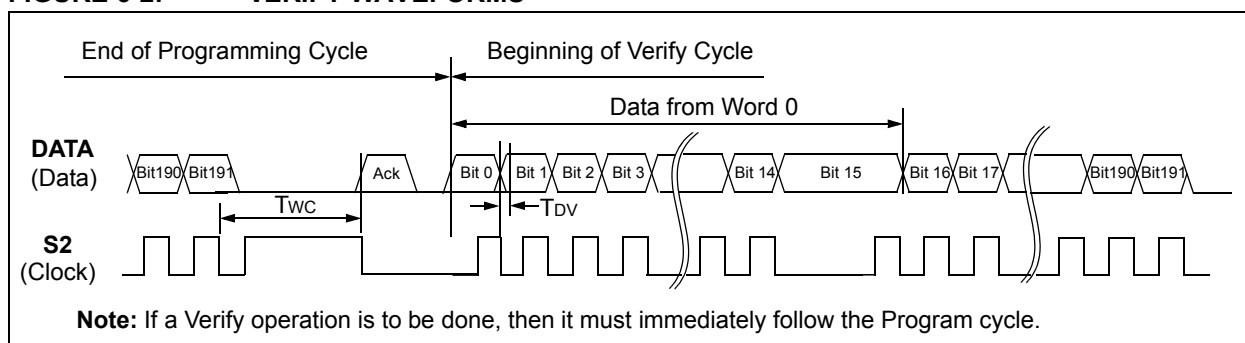 FIGURE 6-2: VERIFY WAVEFORMS
End of Programming Cycle Beginning of Verify Cycle
Data from Word 0
DATA
(Data)
Bit190 Bit191 Ack Bit 0 Bit 1 Bit 2 Bit 3 Bit 14 Bit 15 Bit 16 Bit 17 Bit190 Bit191
TWC TDV
S2
(Clock)
Note: If a Verify operation is to be done, then it must immediately follow the Program cycle.